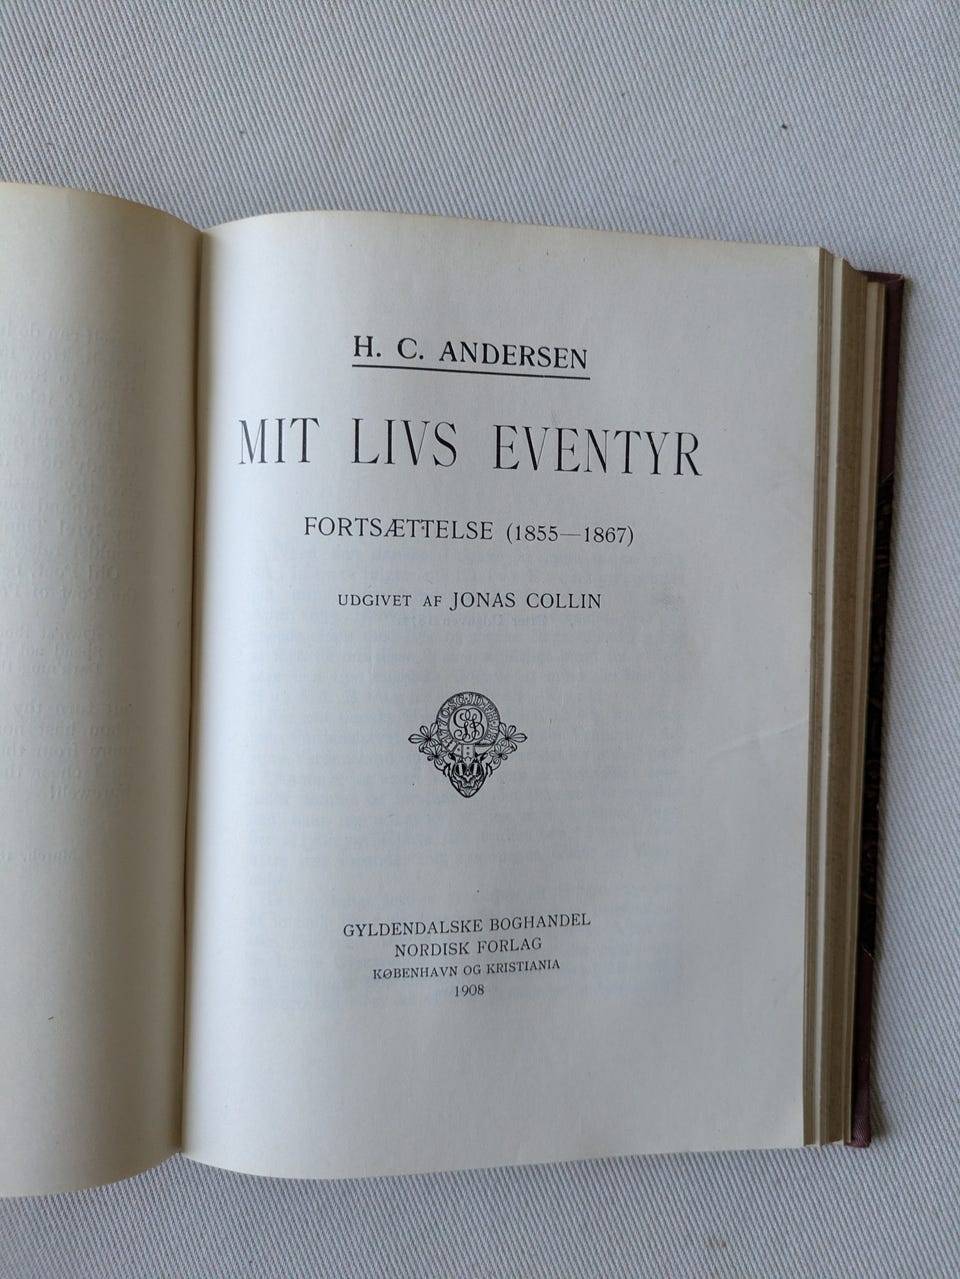 H. C. ANDERSEN
MIT LIVS EVENTYR
FORTSÆTTELSE (1855—1867)
UDGIVET AF JONAS COLLIN
GYLDENDALSKE BOGHANDEL
NORDISK FORLAG
KØBENHAVN OG KRISTIANIA
1908